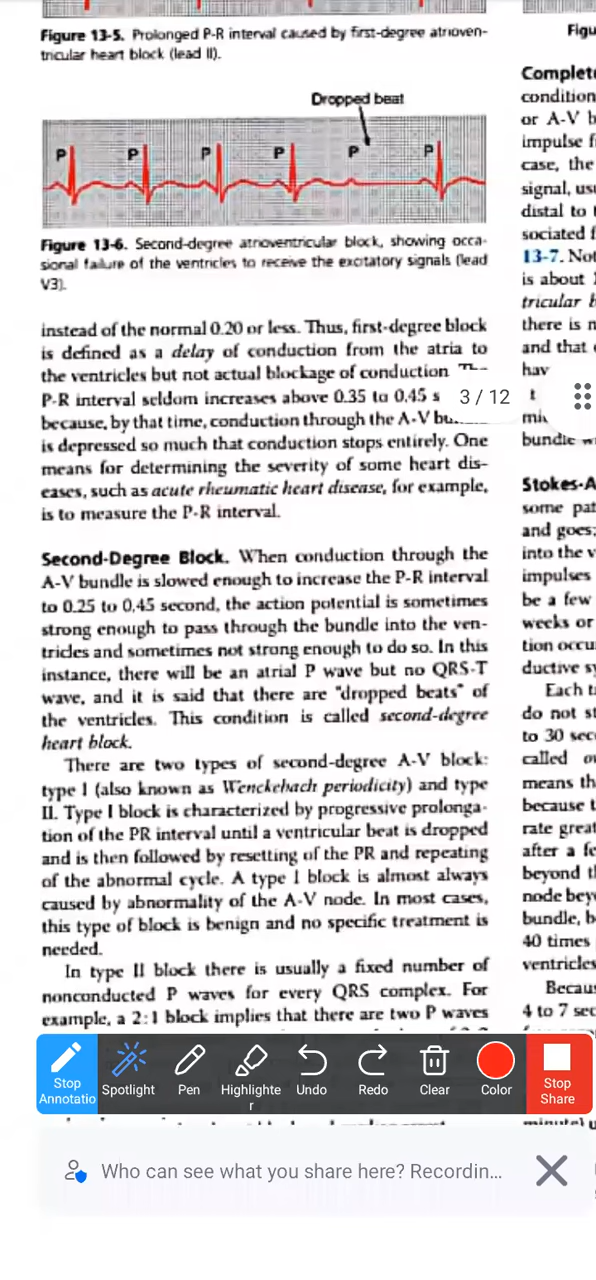 Figure 13-5. Prolonged P-R interval caused by first-degree atrioven-
tricular heart block (lead II).
Dropped beat
P P P P P P
Figure 13-6. Second-degree atrioventricular block, showing occa-
sional failure of the ventricles to receive the excitatory signals (lead
V3).
instead of the normal 0.20 or less. Thus, first-degree block
is defined as a delay of conduction from the atria to
the ventricles but not actual blockage of conduction
P-R interval seldom increases above 0.35 to 0.45 s
because, by that time, conduction through the A-V bu
is depressed so much that conduction stops entirely. One
means for determining the severity of some heart dis-
eases, such as acute rheumatic heart disease, for example,
is to measure the P-R interval.
Second-Degree Block. When conduction through the
A-V bundle is slowed enough to increase the P-R interval
to 0.25 to 0.45 second, the action potential is sometimes
strong enough to pass through the bundle into the ven-
tricles and sometimes not strong enough to do so. In this
instance, there will be an atrial P wave but no QRS-T
wave, and it is said that there are "dropped beats" of
the ventricles. This condition is called second-degree
heart block.
There are two types of second-degree A-V block:
type I (also known as Wenckebach periodicity) and type
II. Type I block is characterized by progressive prolonga-
tion of the PR interval until a ventricular beat is dropped
and is then followed by resetting of the PR and repeating
of the abnormal cycle. A type I block is almost always
caused by abnormality of the A-V node. In most cases,
this type of block is benign and no specific treatment is
needed.
In type II block there is usually a fixed number of
nonconducted P waves for every QRS complex. For
example, a 2:1 block implies that there are two P waves
Figu
Complete
condition
or A-V b
impulse f
case, the
signal, usu
distal to t
sociated f
13-7. Not
is about 1
tricular b
there is n
and that
hav
t
mi
bundle w
Stokes-A
some pat
and goes;
into the v
impulses
be a few
weeks or
tion occu
ductive sy
Each t
do not st
to 30 sec
called ov
means th
because t
rate great
after a fe
beyond th
node bey
bundle, b
40 times
ventricles
Becaus
4 to 7 sec
minute) u
3 / 12
Stop
Annotatio
Spotlight
Pen
Highlighte
r
Undo
Redo
Clear
Color
Stop
Share
Who can see what you share here? Recordin...